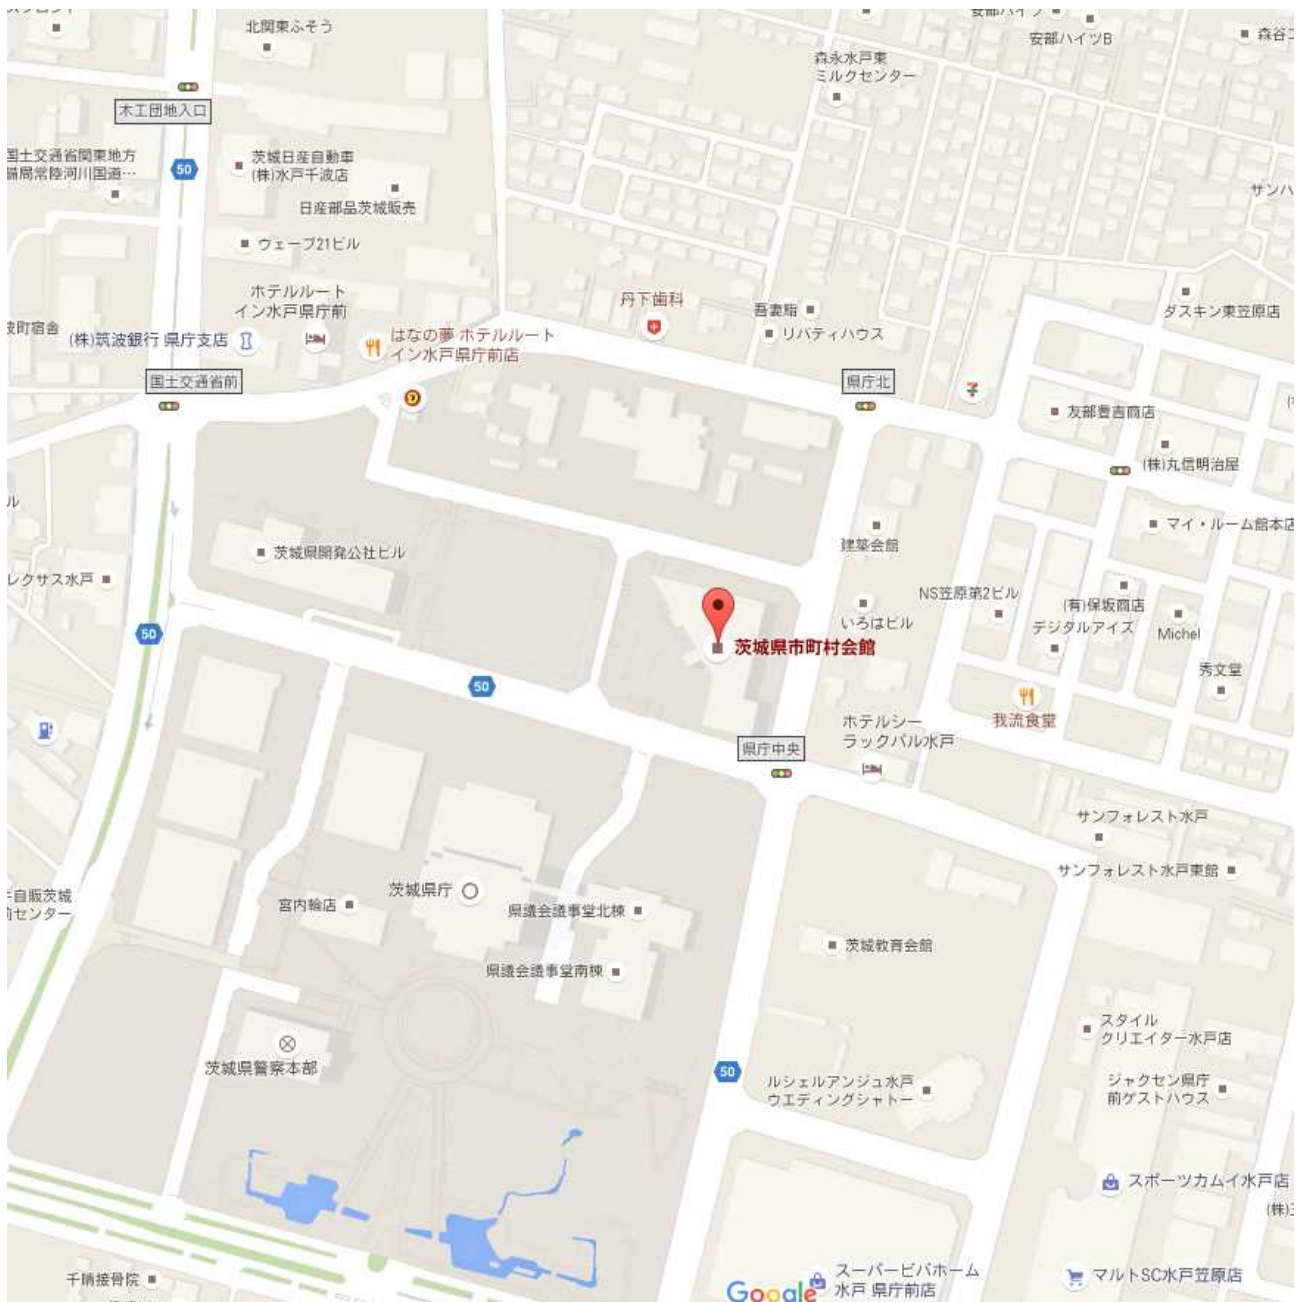 北関東ふそう
安部ハイツB
森永水戸東
ミルクセンター
木工団地入口
国土交通省関東地方
備局常陸河川国道…
50
茨城日産自動車
(株)水戸千波店
日産部品茨城販売
サンハ
ウェーブ21ビル
ホテルルート
イン水戸県庁前
丹下歯科
吾妻鮨
リバティハウス
ダスキン東笠原店
波町宿舎
(株)筑波銀行 県庁支店
はなの夢 ホテルルート
イン水戸県庁前店
国土交通省前
県庁北
友部豊吉商店
(株)丸信明治屋
ル
マイ・ルーム館本店
建築会館
茨城県開発公社ビル
レクサス水戸
NS笠原第2ビル
(有)保坂商店
いろはビル
デジタルアイズ
Michel
50
茨城県市町村会館
秀文堂
50
我流食堂
ホテルシー
ラックパル水戸
県庁中央
サンフォレスト水戸
サンフォレスト水戸東館
茨城県庁
自販茨城
センター
宮内輪店
県議会議事堂北棟
茨城教育会館
県議会議事堂南棟
スタイル
クリエイター水戸店
茨城県警察本部
50
ルシェルアンジュ水戸
ウエディングシャトー
ジャクセン県庁
前ゲストハウス
スポーツカムイ水戸店
(株)
千晴接骨院
スーパービバホーム
水戸 県庁前店
マルトSC水戸笠原店
Google